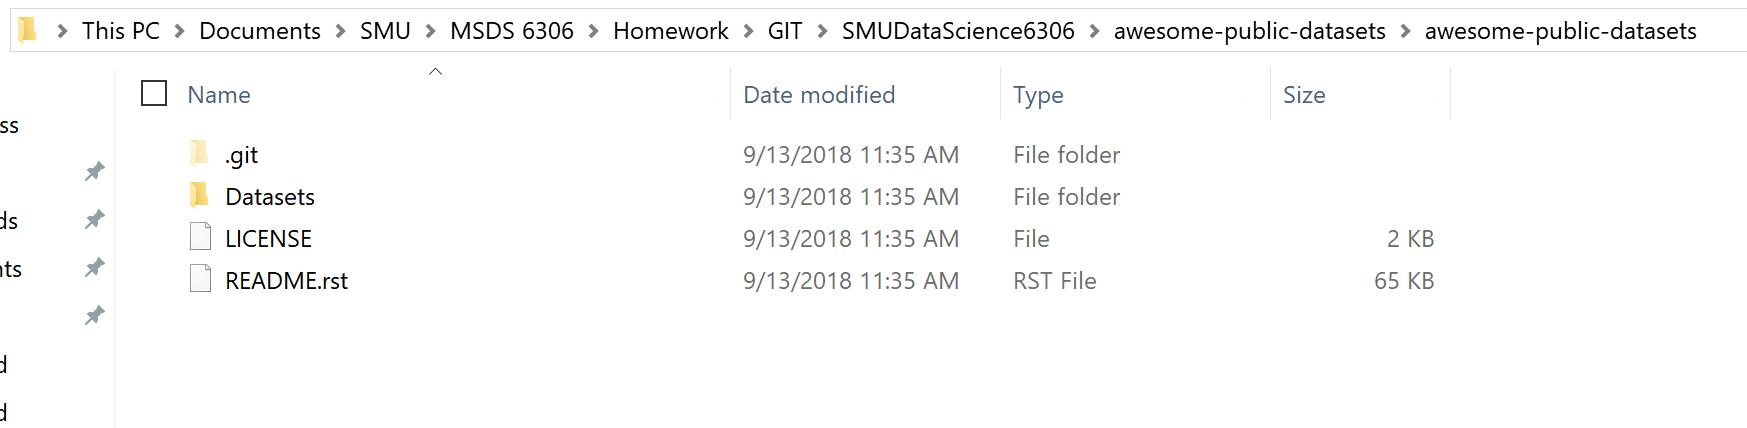 This PC > Documents > SMU > MSDS 6306 > Homework > GIT > SMUDataScience6306 > awesome-public-datasets > awesome-public-datasets
Name Date modified Type Size
ss
.git 9/13/2018 11:35 AM File folder
Datasets 9/13/2018 11:35 AM File folder
ds
LICENSE 9/13/2018 11:35 AM File 2 KB
nts
README.rst 9/13/2018 11:35 AM RST File 65 KB
d
d